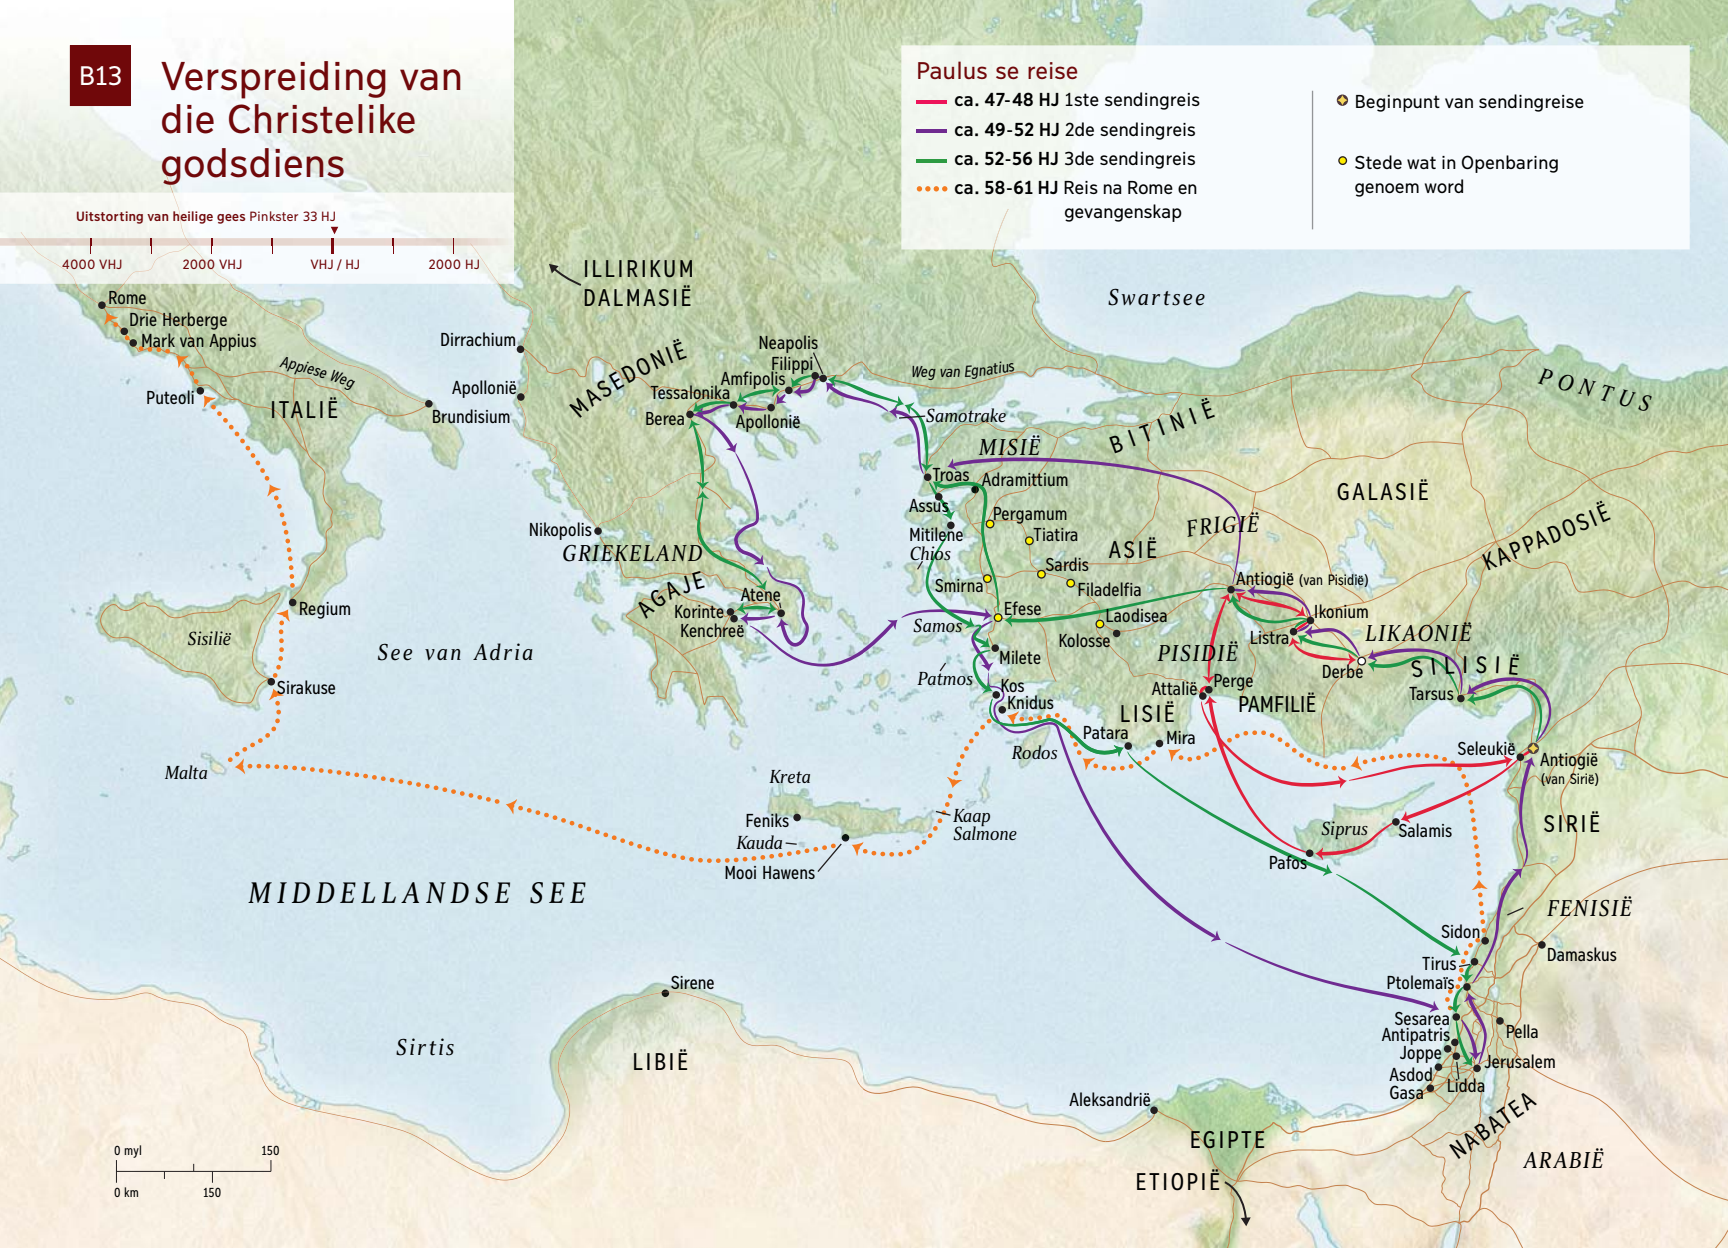 B13
Verspreiding van
die Christelike
godsdiens
Uitstorting van heilige gees Pinkster 33 HJ
4000 VHJ
2000 VHJ
VHJ / HJ
2000 HJ
Paulus se reise
ca. 47-48 HJ 1ste sendingreis
ca. 49-52 HJ 2de sendingreis
ca. 52-56 HJ 3de sendingreis
ca. 58-61 HJ Reis na Rome en
gevangenskap
Beginpunt van sendingreise
Stede wat in Openbaring
genoem word
ILLIRIKUM
DALMASIË
Swartsee
Rome
Drie Herberge
Mark van Appius
Appiese Weg
Puteoli
ITALIË
Brundisium
Dirrachium
Apollonië
MASEDONIË
Neapolis
Filippi
Amfipolis
Tessalonika
Berea
Apollonië
Weg van Egnatius
Samotrake
PONTUS
BITINIË
MISIË
Troas
Adramittium
Assus
Pergamum
Mitilene
Tiatira
Chios
ASIË
FRIGIË
GALASIË
KAPPADOSIË
Nikopolis
GRIEKELAND
AGAJE
Atene
Korinte
Kenchreë
Smirna
Sardis
Filadelfia
Efese
Laodisea
Kolosse
Samos
Milete
Patmos
Kos
Knidus
Antiogië (van Pisidië)
Ikonium
Listra
LIKAONIË
Derbe
PISIDIË
SILISIË
Tarsus
Attalië
Perge
PAMFILIË
LISIË
Patara
Mira
Rodos
Seleukië
Antiogië
(van Sirië)
Regium
Sisilië
Sirakuse
See van Adria
Malta
Kreta
Feniks
Kauda
Mooi Hawens
Kaap
Salmone
Siprus
Salamis
Pafos
SIRIË
MIDDELLANDSE SEE
FENISIË
Sidon
Damaskus
Tirus
Ptolemaïs
Sirene
Sesarea
Antipatris
Pella
Joppe
Jerusalem
Asdod
Lidda
Gasa
Sirtis
LIBIË
Aleksandrië
NABATEA
EGIPTE
ARABIË
ETIOPIË
0 myl
150
0 km
150